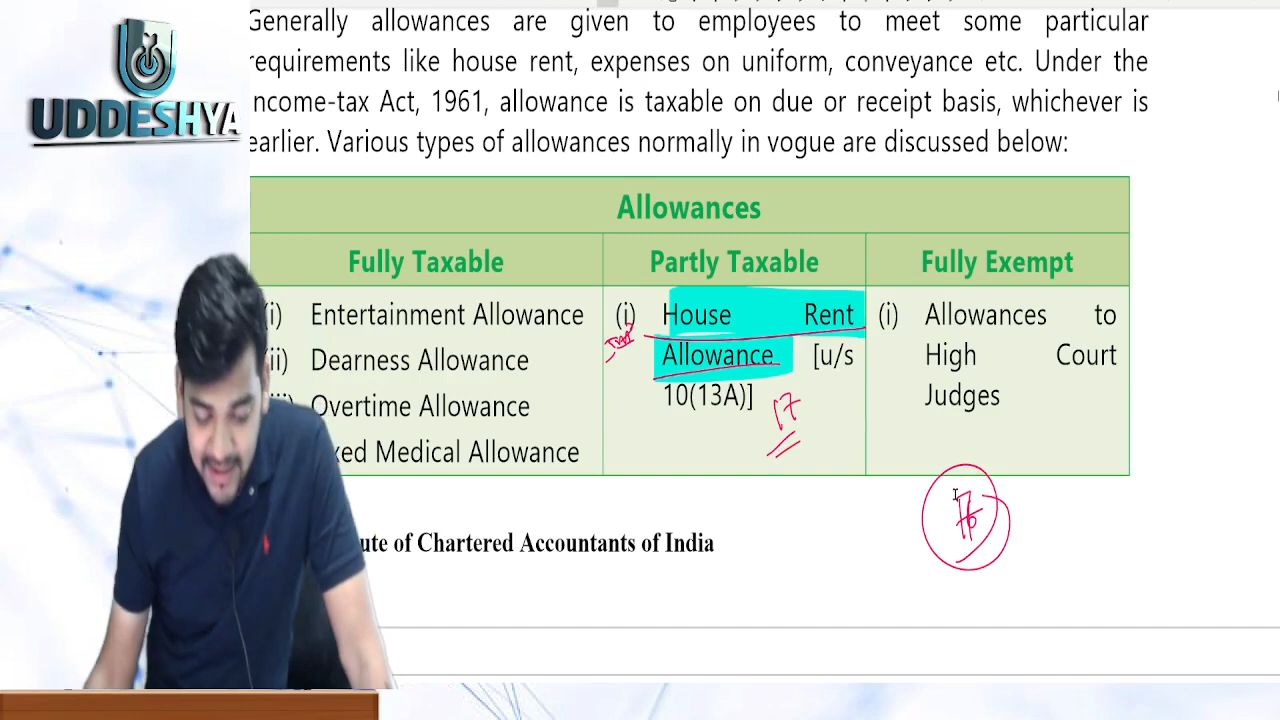 UDDESHYA
Generally allowances are given to employees to meet some particular
requirements like house rent, expenses on uniform, conveyance etc. Under the
income-tax Act, 1961, allowance is taxable on due or receipt basis, whichever is
earlier. Various types of allowances normally in vogue are discussed below:
Allowances
Fully Taxable
Partly Taxable
Fully Exempt
(i) Entertainment Allowance
(ii) Dearness Allowance
Overtime Allowance
xed Medical Allowance
(i) House Rent
Allowance [u/s
10(13A)]
17
(i) Allowances to
High Court
Judges
ute of Chartered Accountants of India